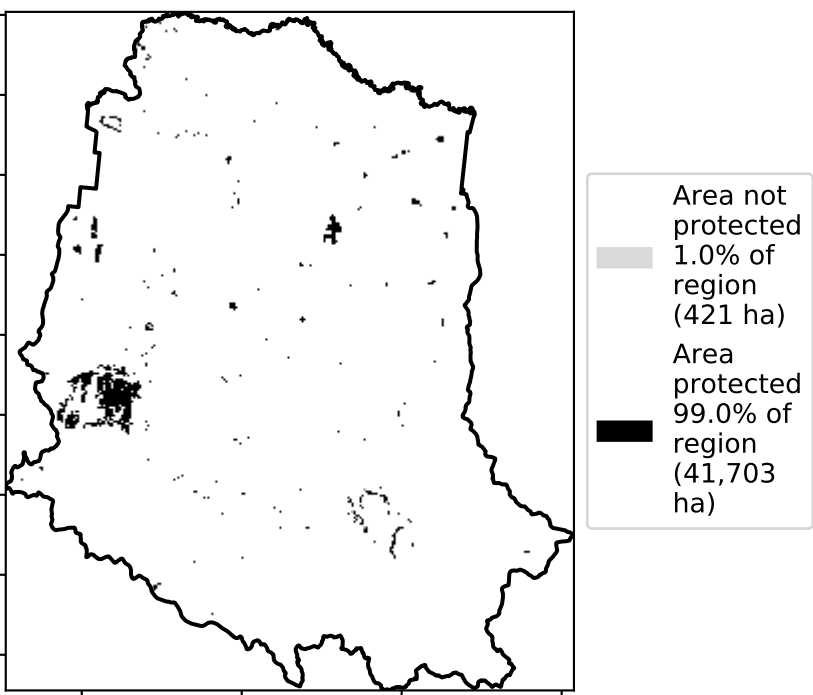 Area not
protected
1.0% of
region
(421 ha)
Area
protected
99.0% of
region
(41,703
ha)